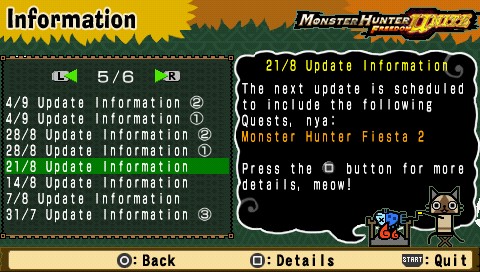 Information
MONSTER HUNTER
FREEDOM UNITE
L 5/6 R
4/9 Update Information ②
4/9 Update Information ①
28/8 Update Information ②
28/8 Update Information ①
21/8 Update Information
14/8 Update Information
7/8 Update Information
31/7 Update Information ③
21/8 Update Information
The next update is scheduled
to include the following
Quests, nya:
Monster Hunter Fiesta 2
Press the □ button for more
details, meow!
○: Back
□: Details
START: Quit